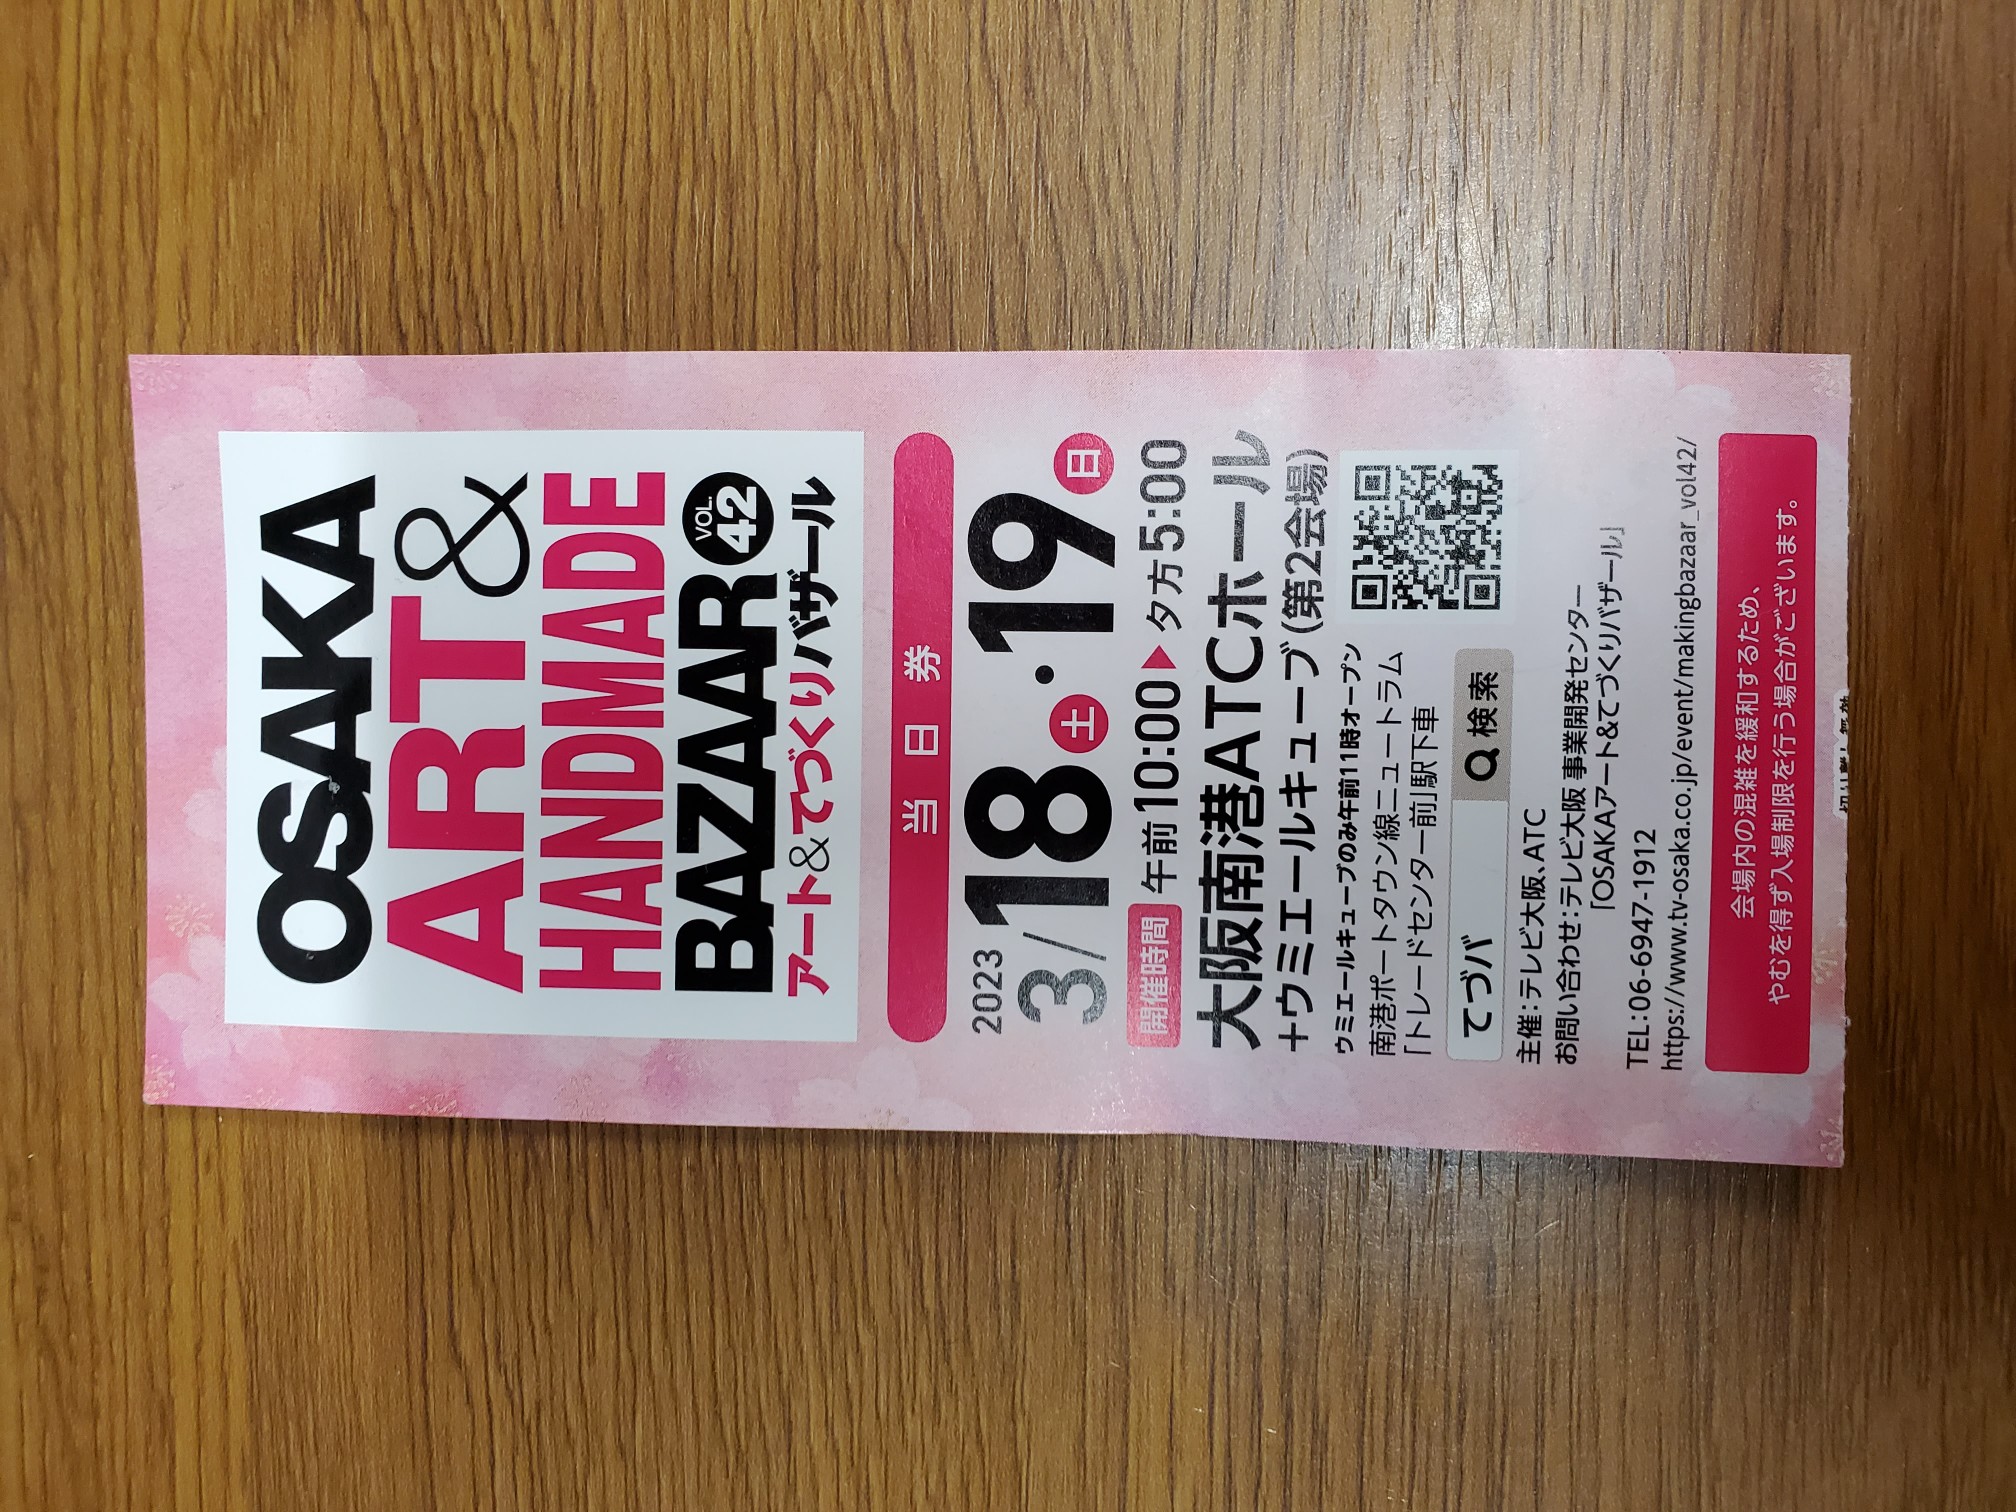 OSAKA
ART&
HANDMADE
BAZAAR VOL. 42
アート&てづくりバザール
当日券
2023
3/18土・19日
開催時間 午前10:00▶夕方5:00
大阪南港ATCホール
+ウミエールキューブ(第2会場)
ウミエールキューブのみ午前11時オープン
南港ポートタウン線ニュートラム
「トレードセンター前」駅下車
てづバ 検索
主催:テレビ大阪、ATC
お問い合わせ:テレビ大阪 事業開発センター
「OSAKAアート&てづくりバザール」
TEL:06-6947-1912
https://www.tv-osaka.co.jp/event/makingbazaar_vol42/
会場内の混雑を緩和するため、
やむを得ず入場制限を行う場合がございます。